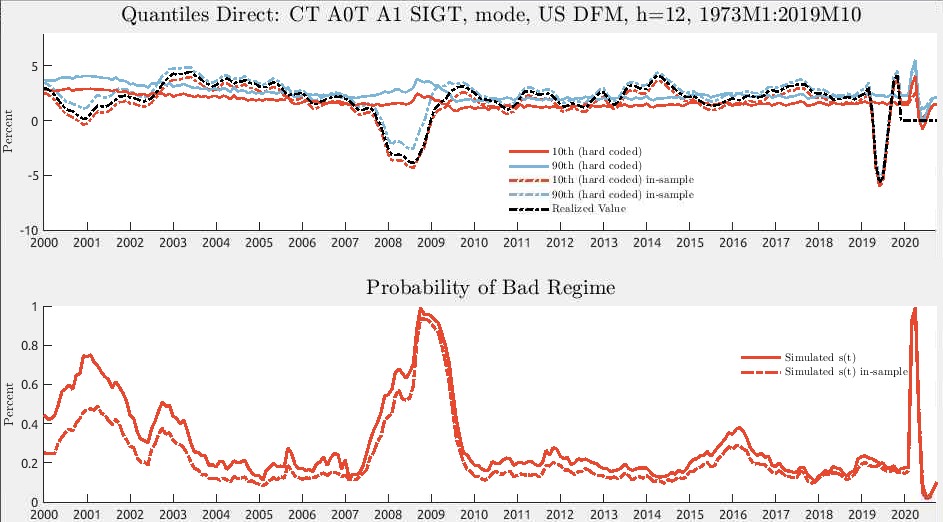 Quantiles Direct: CT A0T A1 SIGT, mode, US DFM, h=12, 1973M1:2019M10
5
0
-5
-10
Percent
10th (hard coded)
90th (hard coded)
10th (hard coded) in-sample
90th (hard coded) in-sample
Realized Value
2000 2001 2002 2003 2004 2005 2006 2007 2008 2009 2010 2011 2012 2013 2014 2015 2016 2017 2018 2019 2020
Probability of Bad Regime
1
0.8
0.6
0.4
0.2
0
Percent
Simulated s(t)
Simulated s(t) in-sample
2000 2001 2002 2003 2004 2005 2006 2007 2008 2009 2010 2011 2012 2013 2014 2015 2016 2017 2018 2019 2020